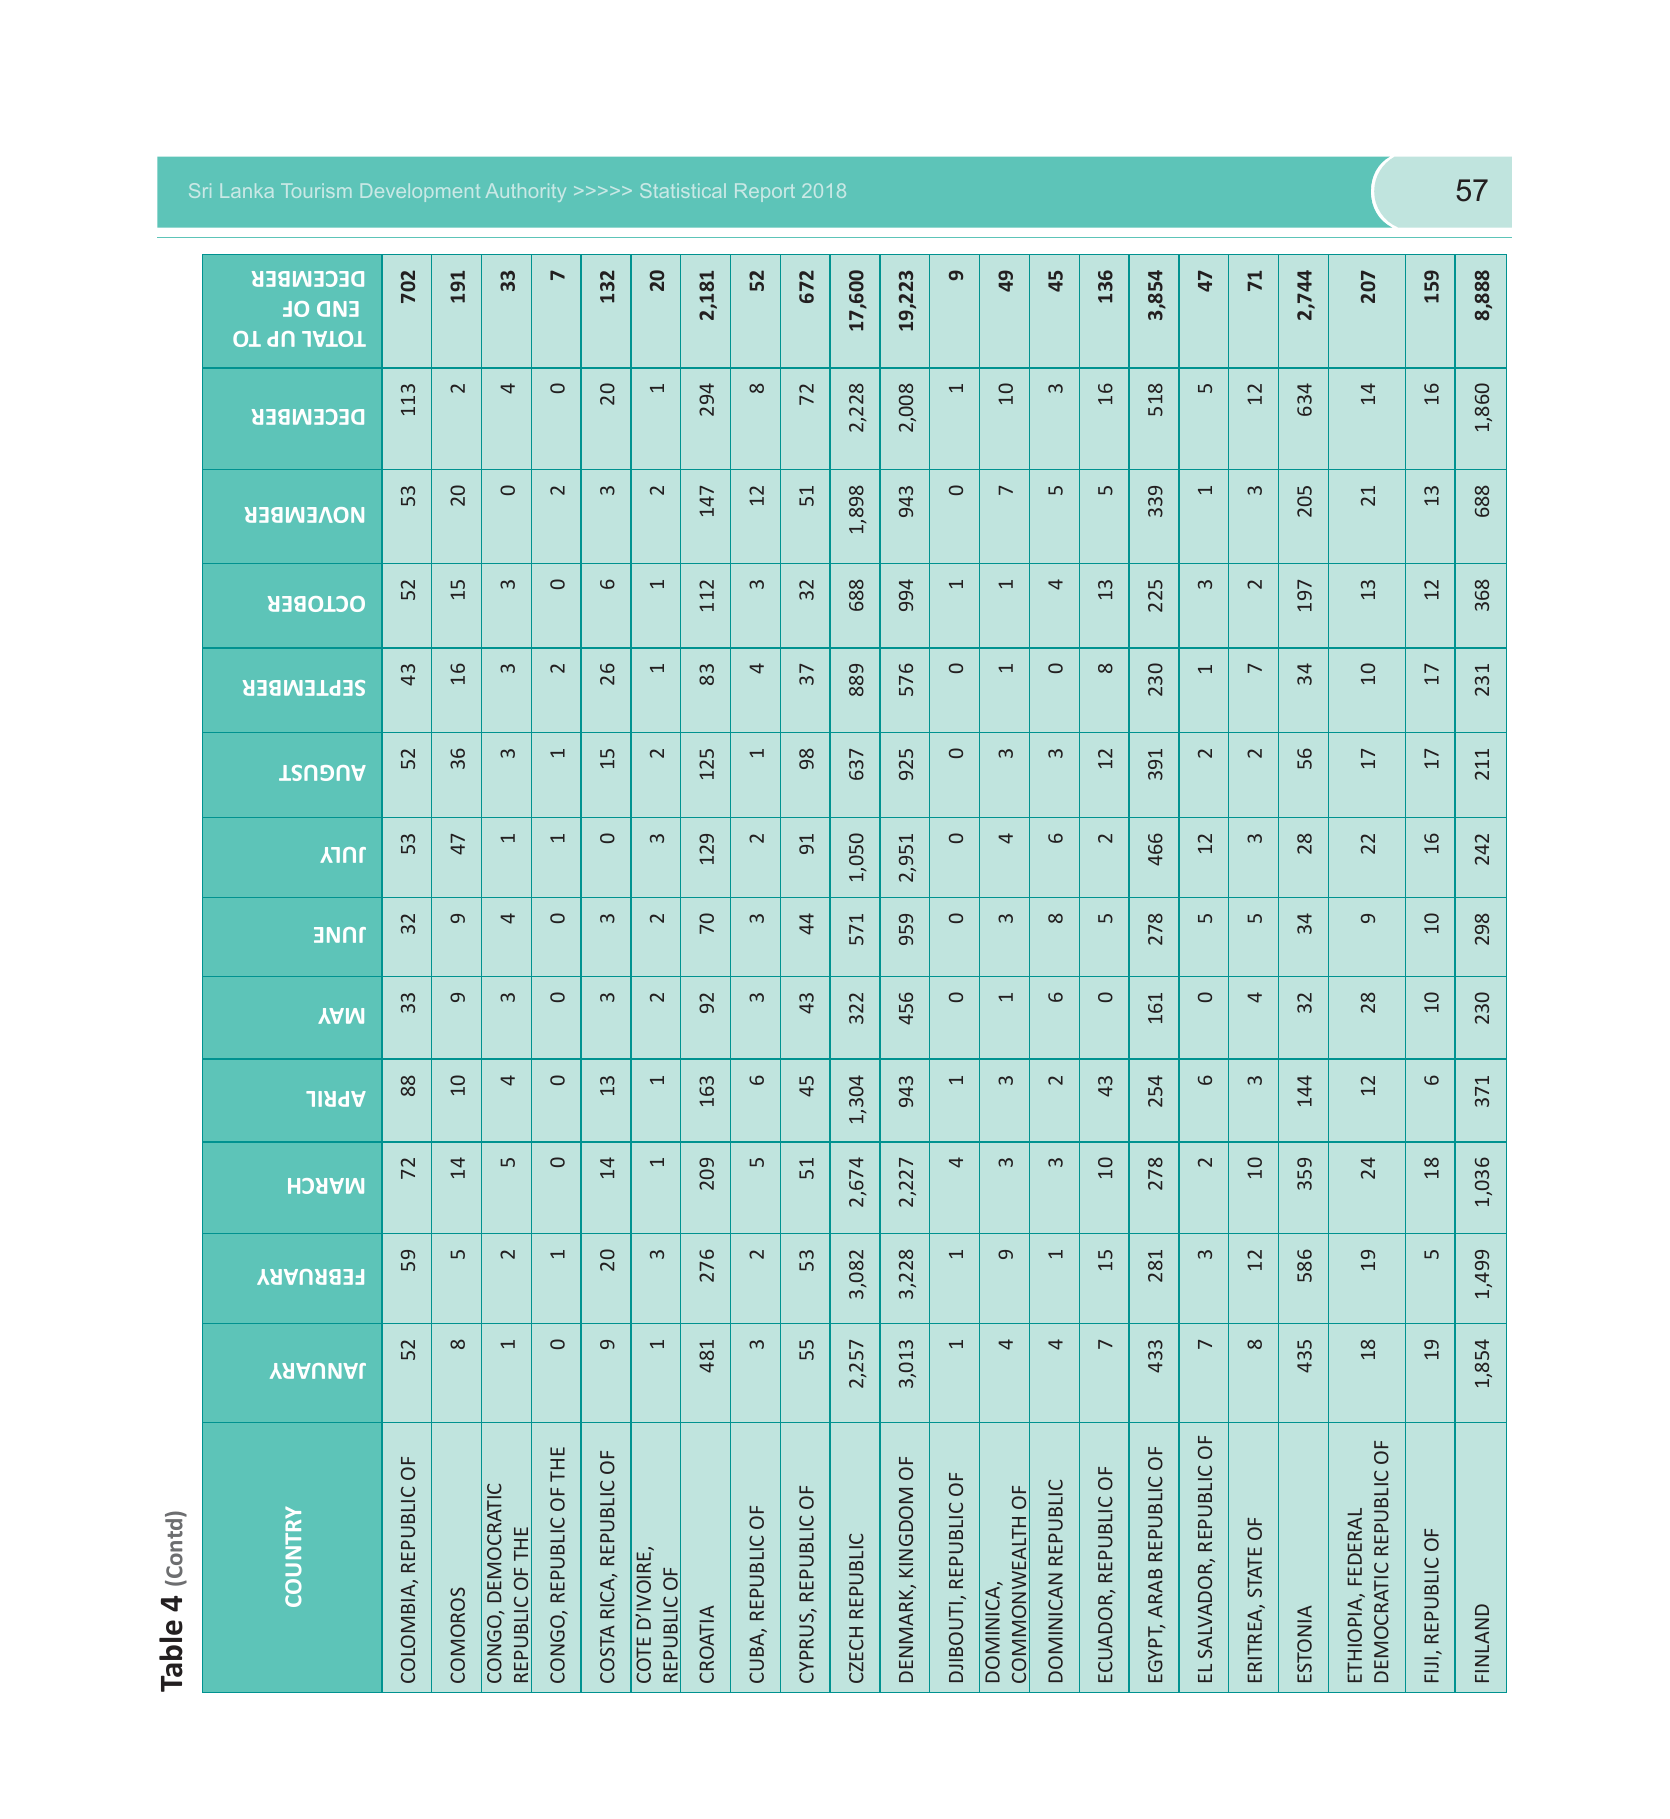 Sri Lanka Tourism Development Authority >>>>> Statistical Report 2018
57
Table 4 (Contd)
COUNTRY JANUARY FEBRUARY MARCH APRIL MAY JUNE JULY AUGUST SEPTEMBER OCTOBER NOVEMBER DECEMBER TOTAL UP TO
END OF
DECEMBER
COLOMBIA, REPUBLIC OF 52 59 72 88 33 32 53 52 43 52 53 113 702
COMOROS 8 5 14 10 9 9 47 36 16 15 20 2 191
CONGO, DEMOCRATIC
REPUBLIC OF THE 1 2 5 4 3 4 1 3 3 3 0 4 33
CONGO, REPUBLIC OF THE 0 1 0 0 0 0 1 1 2 0 2 0 7
COSTA RICA, REPUBLIC OF 9 20 14 13 3 3 0 15 26 6 3 20 132
COTE D’IVOIRE,
REPUBLIC OF 1 3 1 1 2 2 3 2 1 1 2 1 20
CROATIA 481 276 209 163 92 70 129 125 83 112 147 294 2,181
CUBA, REPUBLIC OF 3 2 5 6 3 3 2 1 4 3 12 8 52
CYPRUS, REPUBLIC OF 55 53 51 45 43 44 91 98 37 32 51 72 672
CZECH REPUBLIC 2,257 3,082 2,674 1,304 322 571 1,050 637 889 688 1,898 2,228 17,600
DENMARK, KINGDOM OF 3,013 3,228 2,227 943 456 959 2,951 925 576 994 943 2,008 19,223
DJIBOUTI, REPUBLIC OF 1 1 4 1 0 0 0 0 0 1 0 1 9
DOMINICA,
COMMONWEALTH OF 4 9 3 3 1 3 4 3 1 1 7 10 49
DOMINICAN REPUBLIC 4 1 3 2 6 8 6 3 0 4 5 3 45
ECUADOR, REPUBLIC OF 7 15 10 43 0 5 2 12 8 13 5 16 136
EGYPT, ARAB REPUBLIC OF 433 281 278 254 161 278 466 391 230 225 339 518 3,854
EL SALVADOR, REPUBLIC OF 7 3 2 6 0 5 12 2 1 3 1 5 47
ERITREA, STATE OF 8 12 10 3 4 5 3 2 7 2 3 12 71
ESTONIA 435 586 359 144 32 34 28 56 34 197 205 634 2,744
ETHIOPIA, FEDERAL
DEMOCRATIC REPUBLIC OF 18 19 24 12 28 9 22 17 10 13 21 14 207
FIJI, REPUBLIC OF 19 5 18 6 10 10 16 17 17 12 13 16 159
FINLAND 1,854 1,499 1,036 371 230 298 242 211 231 368 688 1,860 8,888